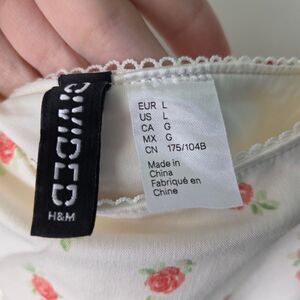 DIVIDED
H&M
EUR L
US L
CA G
MX G
CN 175/104B
Made in
China
Fabriqué en
Chine